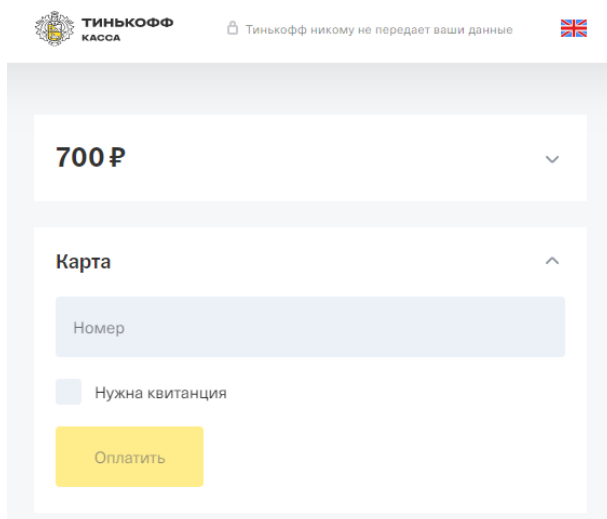 ТИНЬКОФФ
КАССА
Тинькофф никому не передает ваши данные
700 ₽
Карта
Номер
Нужна квитанция
Оплатить